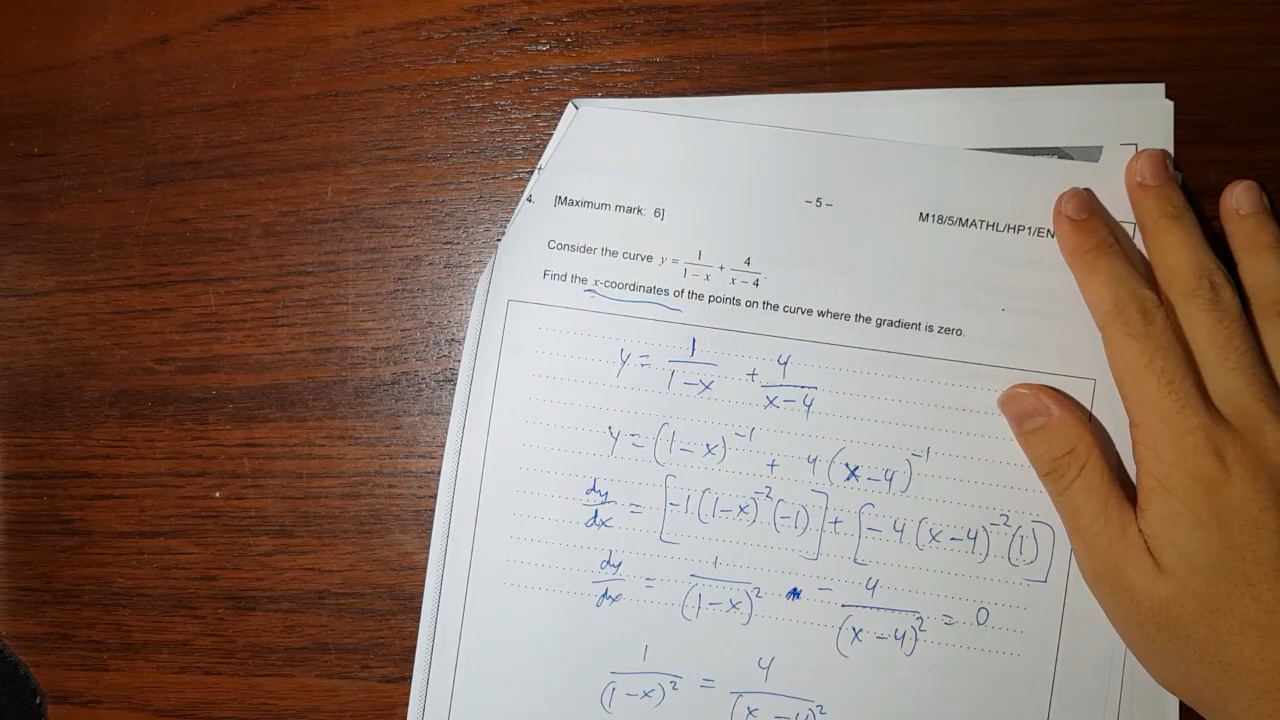 – 5 –
M18/5/MATHL/HP1/EN
4. [Maximum mark: 6]
Consider the curve y = 1/(1 – x) + 4/(x – 4).
Find the x-coordinates of the points on the curve where the gradient is zero.
y = 1/(1-x) + 4/(x-4)
y = (1-x)^-1 + 4(x-4)^-1
dy/dx = [-1(1-x)^-2(-1)] + [-4(x-4)^-2(1)]
dy/dx = 1/(1-x)^2 - 4/(x-4)^2 = 0
1/(1-x)^2 = 4/(x-4)^2